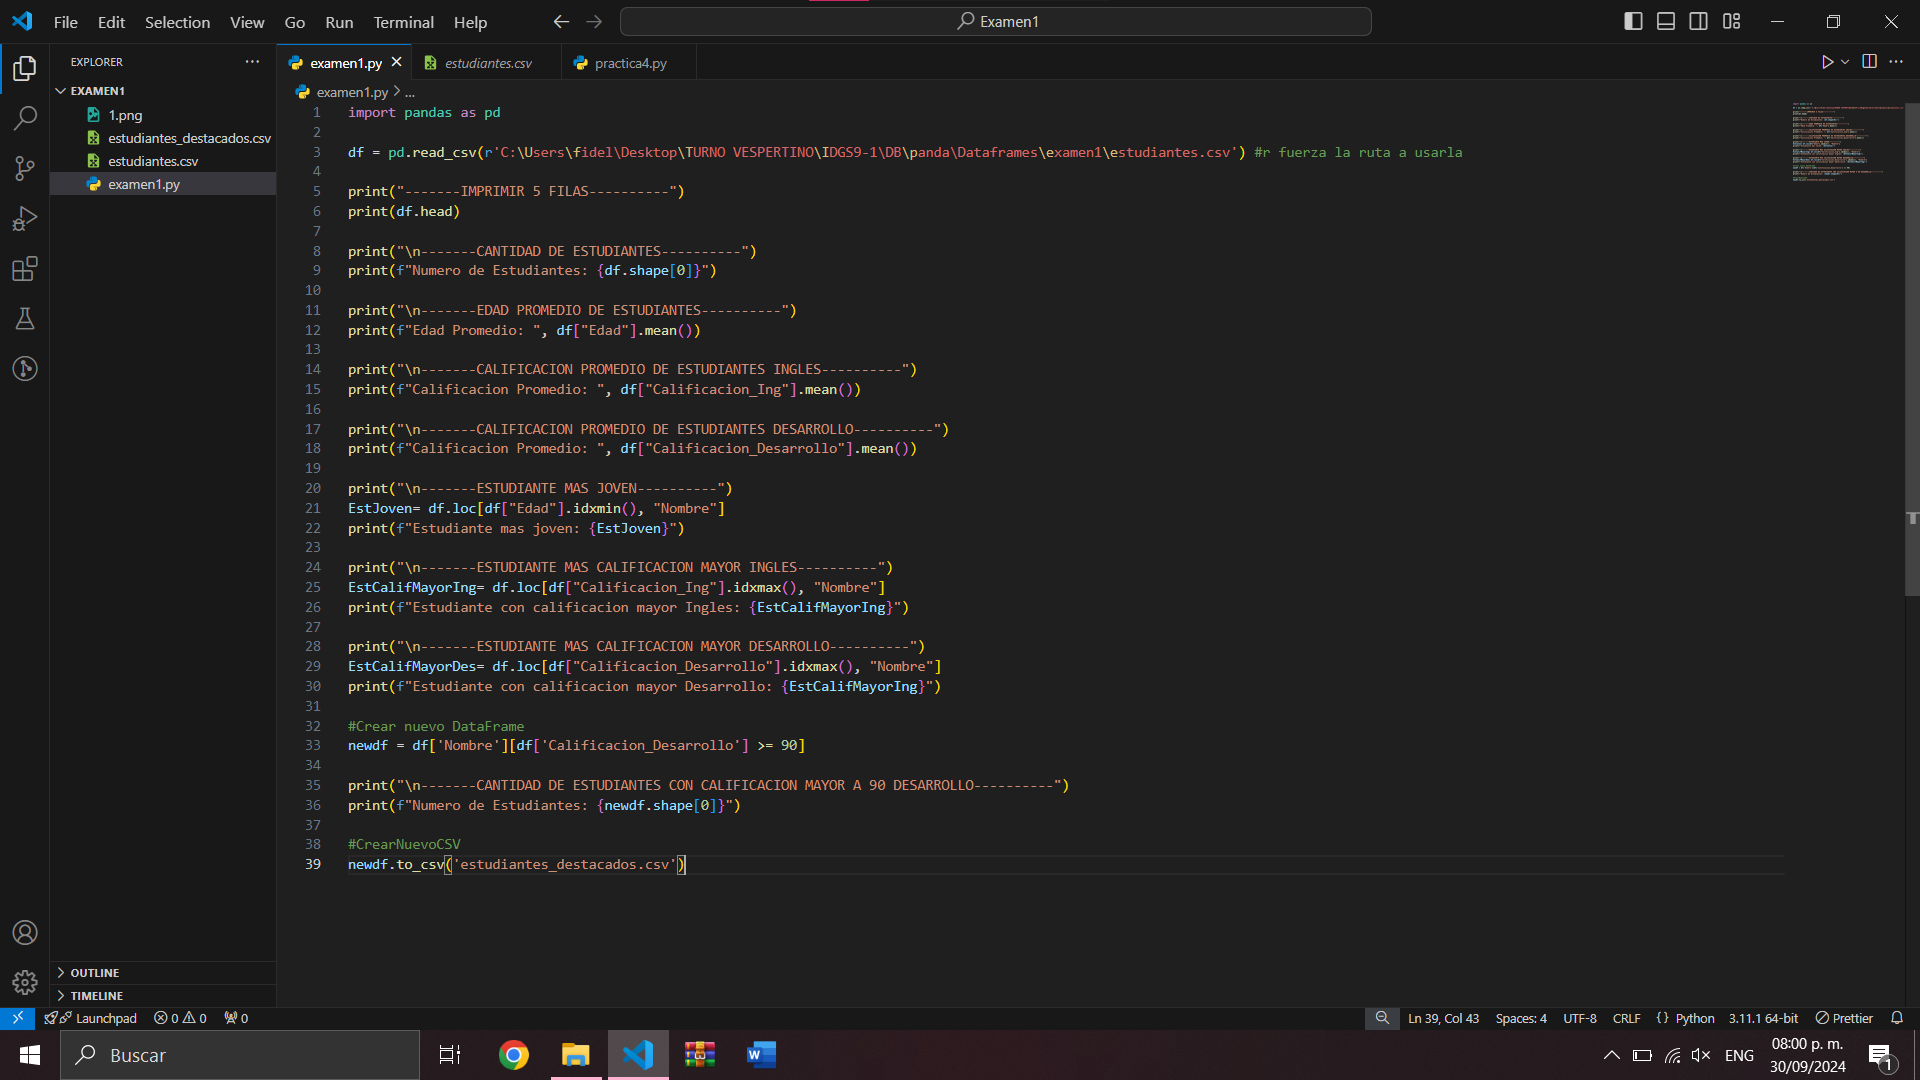 File Edit Selection View Go Run Terminal Help
Examen1
EXPLORER
EXAMEN1
1.png
estudiantes_destacados.csv
estudiantes.csv
examen1.py
OUTLINE
TIMELINE
examen1.py estudiantes.csv practica4.py
examen1.py > ...
1 import pandas as pd
2
3 df = pd.read_csv(r'C:\Users\fidel\Desktop\TURNO VESPERTINO\IDGS9-1\DB\panda\Dataframes\examen1\estudiantes.csv') #r fuerza la ruta a usarla
4
5 print("-------IMPRIMIR 5 FILAS----------")
6 print(df.head)
7
8 print("\n-------CANTIDAD DE ESTUDIANTES----------")
9 print(f"Numero de Estudiantes: {df.shape[0]}")
10
11 print("\n-------EDAD PROMEDIO DE ESTUDIANTES----------")
12 print(f"Edad Promedio: ", df["Edad"].mean())
13
14 print("\n-------CALIFICACION PROMEDIO DE ESTUDIANTES INGLES----------")
15 print(f"Calificacion Promedio: ", df["Calificacion_Ing"].mean())
16
17 print("\n-------CALIFICACION PROMEDIO DE ESTUDIANTES DESARROLLO----------")
18 print(f"Calificacion Promedio: ", df["Calificacion_Desarrollo"].mean())
19
20 print("\n-------ESTUDIANTE MAS JOVEN----------")
21 EstJoven= df.loc[df["Edad"].idxmin(), "Nombre"]
22 print(f"Estudiante mas joven: {EstJoven}")
23
24 print("\n-------ESTUDIANTE MAS CALIFICACION MAYOR INGLES----------")
25 EstCalifMayorIng= df.loc[df["Calificacion_Ing"].idxmax(), "Nombre"]
26 print(f"Estudiante con calificacion mayor Ingles: {EstCalifMayorIng}")
27
28 print("\n-------ESTUDIANTE MAS CALIFICACION MAYOR DESARROLLO----------")
29 EstCalifMayorDes= df.loc[df["Calificacion_Desarrollo"].idxmax(), "Nombre"]
30 print(f"Estudiante con calificacion mayor Desarrollo: {EstCalifMayorIng}")
31
32 #Crear nuevo DataFrame
33 newdf = df['Nombre'][df['Calificacion_Desarrollo'] >= 90]
34
35 print("\n-------CANTIDAD DE ESTUDIANTES CON CALIFICACION MAYOR A 90 DESARROLLO----------")
36 print(f"Numero de Estudiantes: {newdf.shape[0]}")
37
38 #CrearNuevoCSV
39 newdf.to_csv('estudiantes_destacados.csv')
Launchpad 0 0 0 Ln 39, Col 43 Spaces: 4 UTF-8 CRLF {} Python 3.11.1 64-bit Prettier
Buscar
ENG
08:00 p. m.
30/09/2024
1